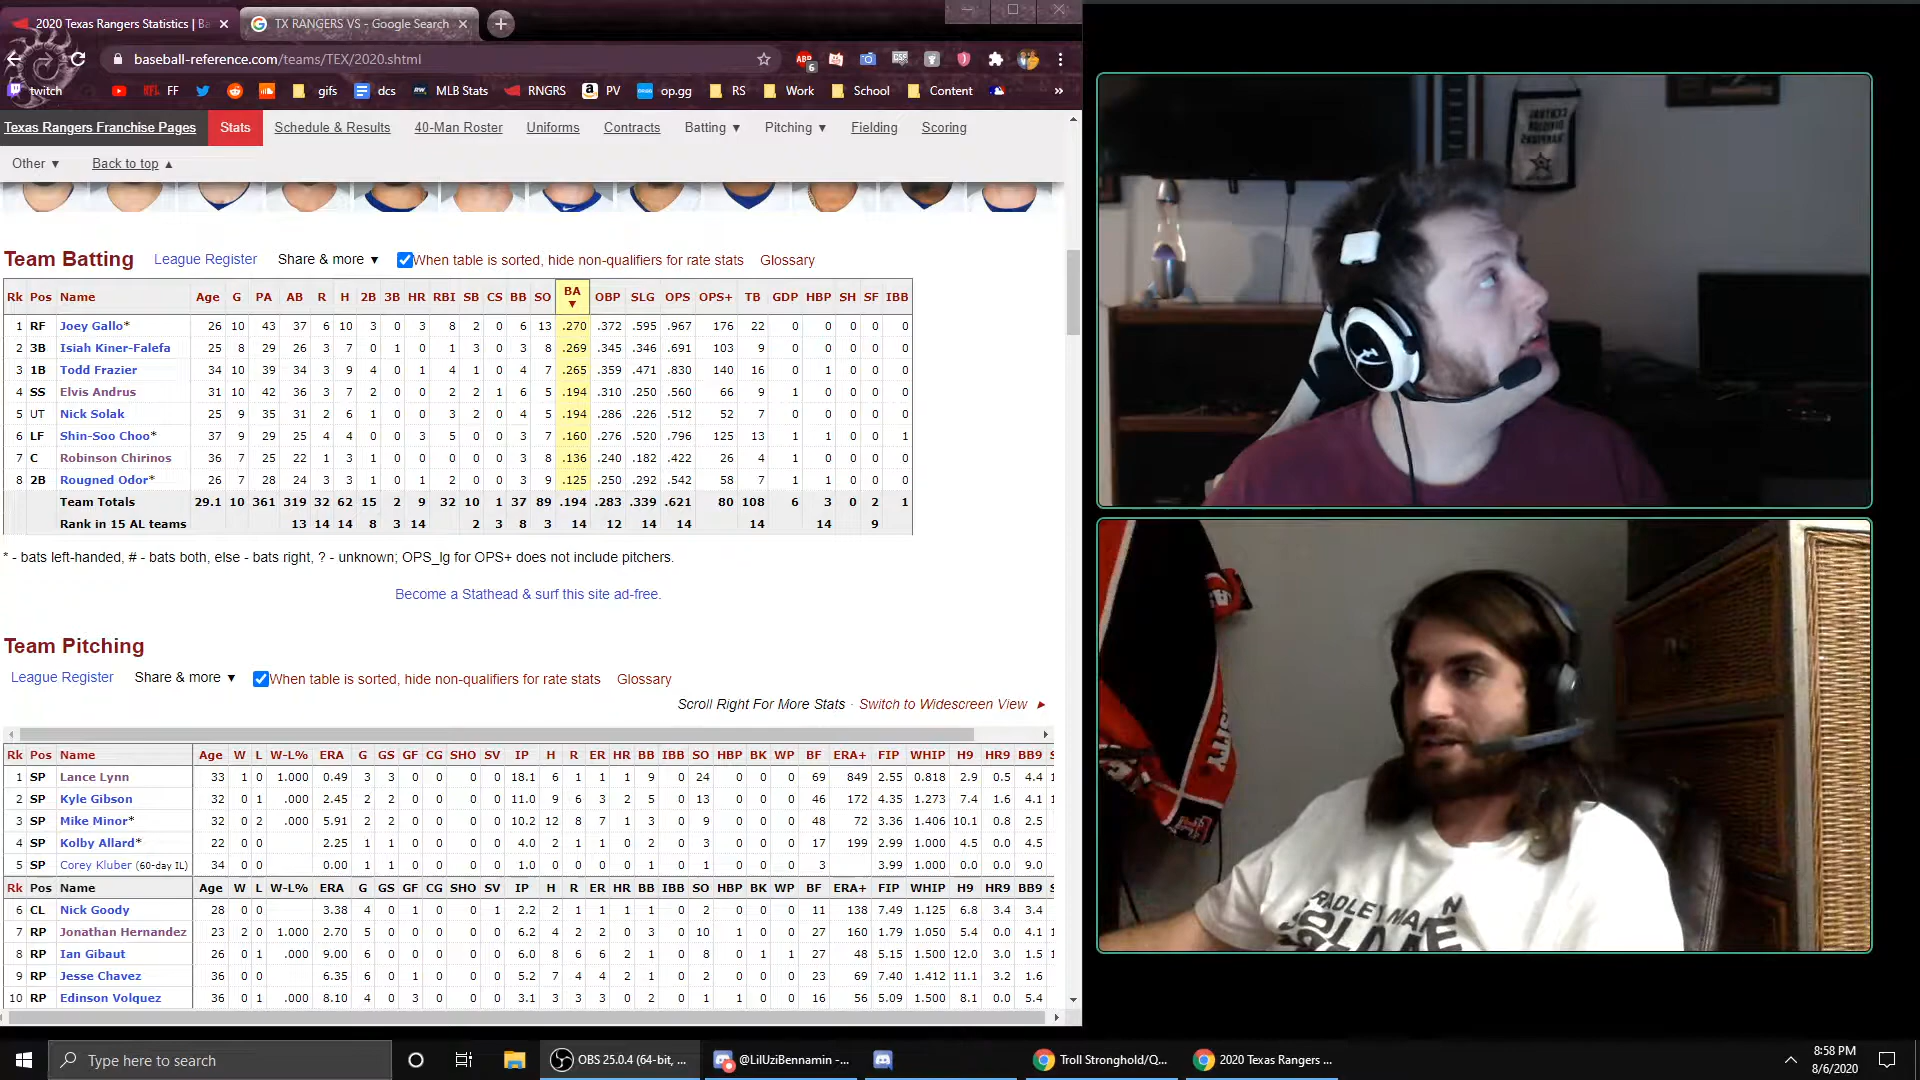 2020 Texas Rangers Statistics | Ba
TX RANGERS VS - Google Search
baseball-reference.com/teams/TEX/2020.shtml
twitch FF gifs dcs MLB Stats RNGRS PV op.gg RS Work School Content »
Texas Rangers Franchise Pages Stats Schedule & Results 40-Man Roster Uniforms Contracts Batting ▼ Pitching ▼ Fielding Scoring
Other ▼ Back to top ▲
Team Batting League Register Share & more ▼ When table is sorted, hide non-qualifiers for rate stats Glossary
Rk Pos Name Age G PA AB R H 2B 3B HR RBI SB CS BB SO BA ▼ OBP SLG OPS OPS+ TB GDP HBP SH SF IBB
1 RF Joey Gallo* 26 10 43 37 6 10 3 0 3 8 2 0 6 13 .270 .372 .595 .967 176 22 0 0 0 0 0
2 3B Isiah Kiner-Falefa 25 8 29 26 3 7 0 1 0 1 3 0 3 8 .269 .345 .346 .691 103 9 0 0 0 0 0
3 1B Todd Frazier 34 10 39 34 3 9 4 0 1 4 1 0 4 7 .265 .359 .471 .830 140 16 0 1 0 0 0
4 SS Elvis Andrus 31 10 42 36 3 7 2 0 0 2 2 1 6 5 .194 .310 .250 .560 66 9 1 0 0 0 0
5 UT Nick Solak 25 9 35 31 2 6 1 0 0 3 2 0 4 5 .194 .286 .226 .512 52 7 0 0 0 0 0
6 LF Shin-Soo Choo* 37 9 29 25 4 4 0 0 3 5 0 0 3 7 .160 .276 .520 .796 125 13 1 1 0 0 1
7 C Robinson Chirinos 36 7 25 22 1 3 1 0 0 0 0 0 3 8 .136 .240 .182 .422 26 4 1 0 0 0 0
8 2B Rougned Odor* 26 7 28 24 3 3 1 0 1 2 0 0 3 9 .125 .250 .292 .542 58 7 1 1 0 0 0
Team Totals 29.1 10 361 319 32 62 15 2 9 32 10 1 37 89 .194 .283 .339 .621 80 108 6 3 0 2 1
Rank in 15 AL teams 13 14 14 8 3 14 2 3 8 3 14 12 14 14 14 14 9
* - bats left-handed, # - bats both, else - bats right, ? - unknown; OPS_lg for OPS+ does not include pitchers.
Become a Stathead & surf this site ad-free.
Team Pitching
League Register Share & more ▼ When table is sorted, hide non-qualifiers for rate stats Glossary
Scroll Right For More Stats · Switch to Widescreen View ►
Rk Pos Name Age W L W-L% ERA G GS GF CG SHO SV IP H R ER HR BB IBB SO HBP BK WP BF ERA+ FIP WHIP H9 HR9 BB9 S
1 SP Lance Lynn 33 1 0 1.000 0.49 3 3 0 0 0 0 18.1 6 1 1 1 9 0 24 0 0 0 69 849 2.55 0.818 2.9 0.5 4.4 1
2 SP Kyle Gibson 32 0 1 .000 2.45 2 2 0 0 0 0 11.0 9 6 3 2 5 0 13 0 0 0 46 172 4.35 1.273 7.4 1.6 4.1 1
3 SP Mike Minor* 32 0 2 .000 5.91 2 2 0 0 0 0 10.2 12 8 7 1 3 0 9 0 0 0 48 72 3.36 1.406 10.1 0.8 2.5
4 SP Kolby Allard* 22 0 0 2.25 1 1 0 0 0 0 4.0 2 1 1 0 2 0 3 0 0 0 17 199 2.99 1.000 4.5 0.0 4.5
5 SP Corey Kluber (60-day IL) 34 0 0 0.00 1 1 0 0 0 0 1.0 0 0 0 0 1 0 1 0 0 0 3 3.99 1.000 0.0 0.0 9.0
Rk Pos Name Age W L W-L% ERA G GS GF CG SHO SV IP H R ER HR BB IBB SO HBP BK WP BF ERA+ FIP WHIP H9 HR9 BB9 S
6 CL Nick Goody 28 0 0 3.38 4 0 1 0 0 1 2.2 2 1 1 1 1 0 2 0 0 0 11 138 7.49 1.125 6.8 3.4 3.4
7 RP Jonathan Hernandez 23 2 0 1.000 2.70 5 0 0 0 0 0 6.2 4 2 2 0 3 0 10 1 0 0 27 160 1.79 1.050 5.4 0.0 4.1 1
8 RP Ian Gibaut 26 0 1 .000 9.00 6 0 0 0 0 0 6.0 8 6 6 2 1 0 8 0 1 1 27 48 5.15 1.500 12.0 3.0 1.5 1
9 RP Jesse Chavez 36 0 0 6.35 6 0 1 0 0 0 5.2 7 4 4 2 1 0 2 0 0 0 23 69 7.40 1.412 11.1 3.2 1.6
10 RP Edinson Volquez 36 0 1 .000 8.10 4 0 3 0 0 0 3.1 3 3 3 0 2 0 1 1 0 0 16 56 5.09 1.500 8.1 0.0 5.4
Type here to search
OBS 25.0.4 (64-bit, ...
@LilUziBennamin -...
Troll Stronghold/Q...
2020 Texas Rangers ...
8:58 PM
8/6/2020